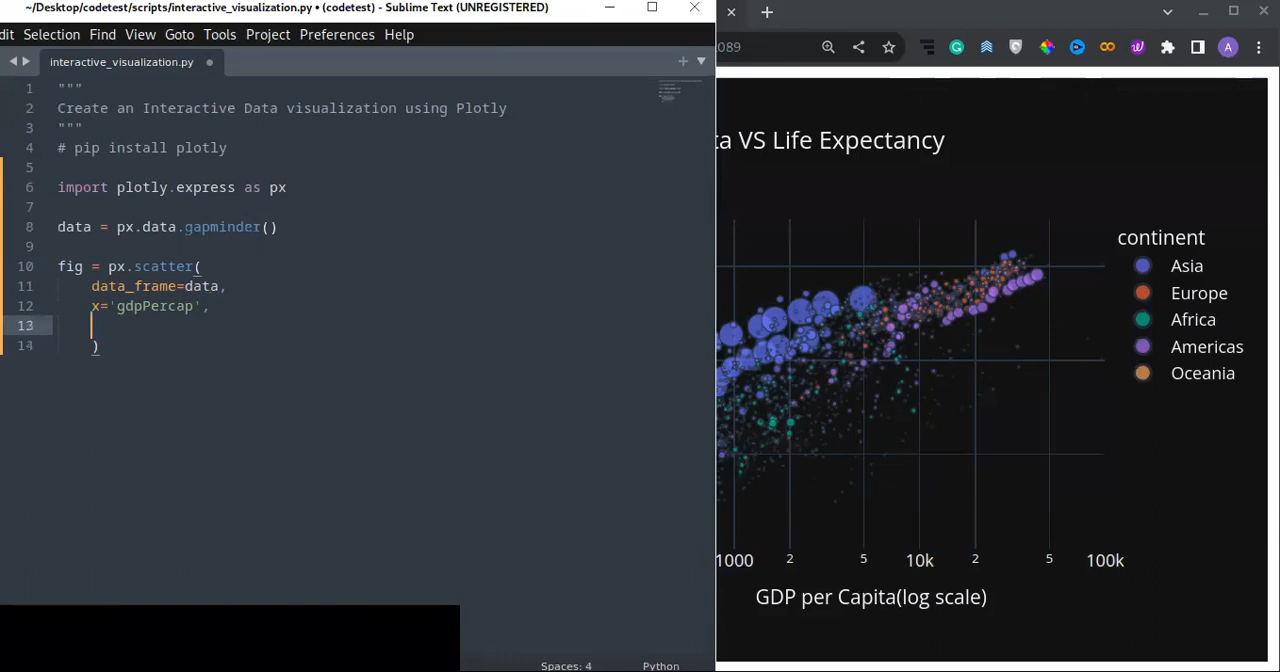 ~/Desktop/codetest/scripts/interactive_visualization.py • (codetest) - Sublime Text (UNREGISTERED)
dit Selection Find View Goto Tools Project Preferences Help
interactive_visualization.py
1 """
2 Create an Interactive Data visualization using Plotly
3 """
4 # pip install plotly
5
6 import plotly.express as px
7
8 data = px.data.gapminder()
9
10 fig = px.scatter(
11 data_frame=data,
12 x='gdpPercap',
13
14 )
Spaces: 4 Python
089
A
ta VS Life Expectancy
continent
Asia
Europe
Africa
Americas
Oceania
1000 2 5 10k 2 5 100k
GDP per Capita(log scale)